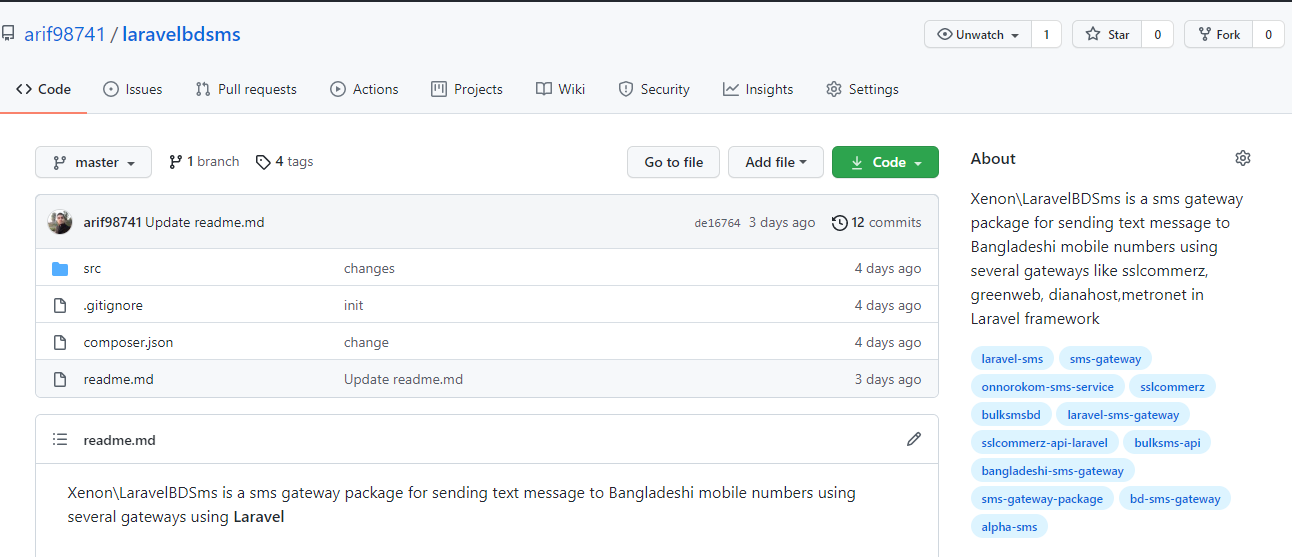 arif98741 / laravelbdsms
Unwatch 1 Star 0 Fork 0
Code Issues Pull requests Actions Projects Wiki Security Insights Settings
master 1 branch 4 tags Go to file Add file Code
arif98741 Update readme.md de16764 3 days ago 12 commits
src changes 4 days ago
.gitignore init 4 days ago
composer.json change 4 days ago
readme.md Update readme.md 3 days ago
readme.md
Xenon\LaravelBDSms is a sms gateway package for sending text message to Bangladeshi mobile numbers using
several gateways using Laravel
About
Xenon\LaravelBDSms is a sms gateway
package for sending text message to
Bangladeshi mobile numbers using
several gateways like sslcommerz,
greenweb, dianahost,metronet in
Laravel framework
laravel-sms sms-gateway
onnorokom-sms-service sslcommerz
bulksmsbd laravel-sms-gateway
sslcommerz-api-laravel bulksms-api
bangladeshi-sms-gateway
sms-gateway-package bd-sms-gateway
alpha-sms